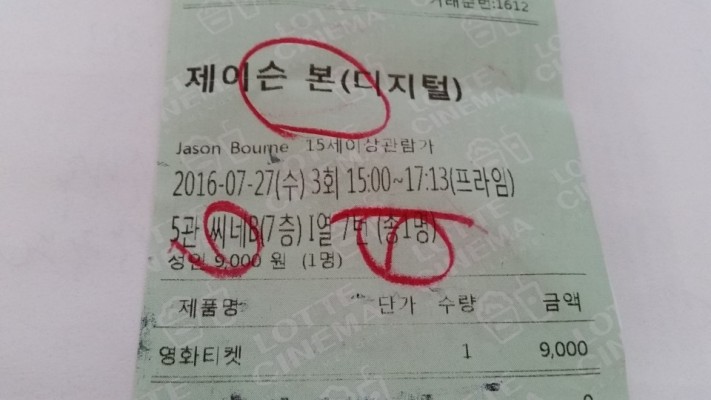 거래문번:1612
제이슨 본(디지털)
Jason Bourne 15세이상관람가
2016-07-27(수) 3회 15:00~17:13(프라임)
5관 씨네B(7층) I열 7번 (총1명)
성인 9,000 원 (1명)
제품명 단가 수량 금액
영화티켓 1 9,000
LOTTE CINEMA